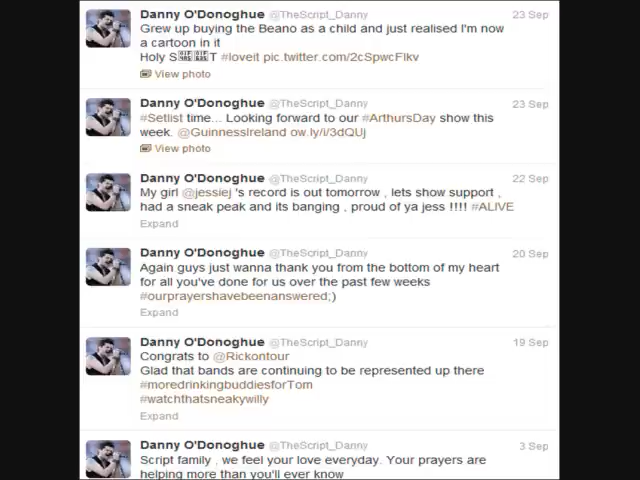 Danny O'Donoghue @TheScript_Danny 23 Sep
Grew up buying the Beano as a child and just realised I'm now
a cartoon in it
Holy S T #loveit pic.twitter.com/2cSpwcFlkv
View photo
Danny O'Donoghue @TheScript_Danny 23 Sep
#Setlist time... Looking forward to our #ArthursDay show this
week. @GuinnessIreland ow.ly/i/3dQUj
View photo
Danny O'Donoghue @TheScript_Danny 22 Sep
My girl @jessiej 's record is out tomorrow , lets show support ,
had a sneak peak and its banging , proud of ya jess !!!! #ALIVE
Expand
Danny O'Donoghue @TheScript_Danny 20 Sep
Again guys just wanna thank you from the bottom of my heart
for all you've done for us over the past few weeks
#ourprayershavebeenanswered;)
Expand
Danny O'Donoghue @TheScript_Danny 19 Sep
Congrats to @Rickontour
Glad that bands are continuing to be represented up there
#moredrinkingbuddiesforTom
#watchthatsneakywilly
Expand
Danny O'Donoghue @TheScript_Danny 3 Sep
Script family , we feel your love everyday. Your prayers are
helping more than you'll ever know